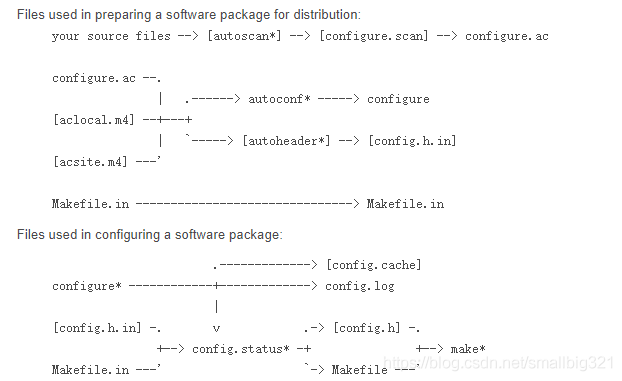 Files used in preparing a software package for distribution:
your source files --> [autoscan*] --> [configure.scan] --> configure.ac
configure.ac --.
| .------> autoconf* -----> configure
[aclocal.m4] --+---+
| `-----> [autoheader*] --> [config.h.in]
[acsite.m4] ---'
Makefile.in -------------------------------> Makefile.in
Files used in configuring a software package:
.-------------> [config.cache]
configure* ------------+-------------> config.log
|
[config.h.in] -. v .-> [config.h] -.
+--> config.status* -+ +--> make*
Makefile.in ---' `-> Makefile ---'
https://blog.csdn.net/smallbig321